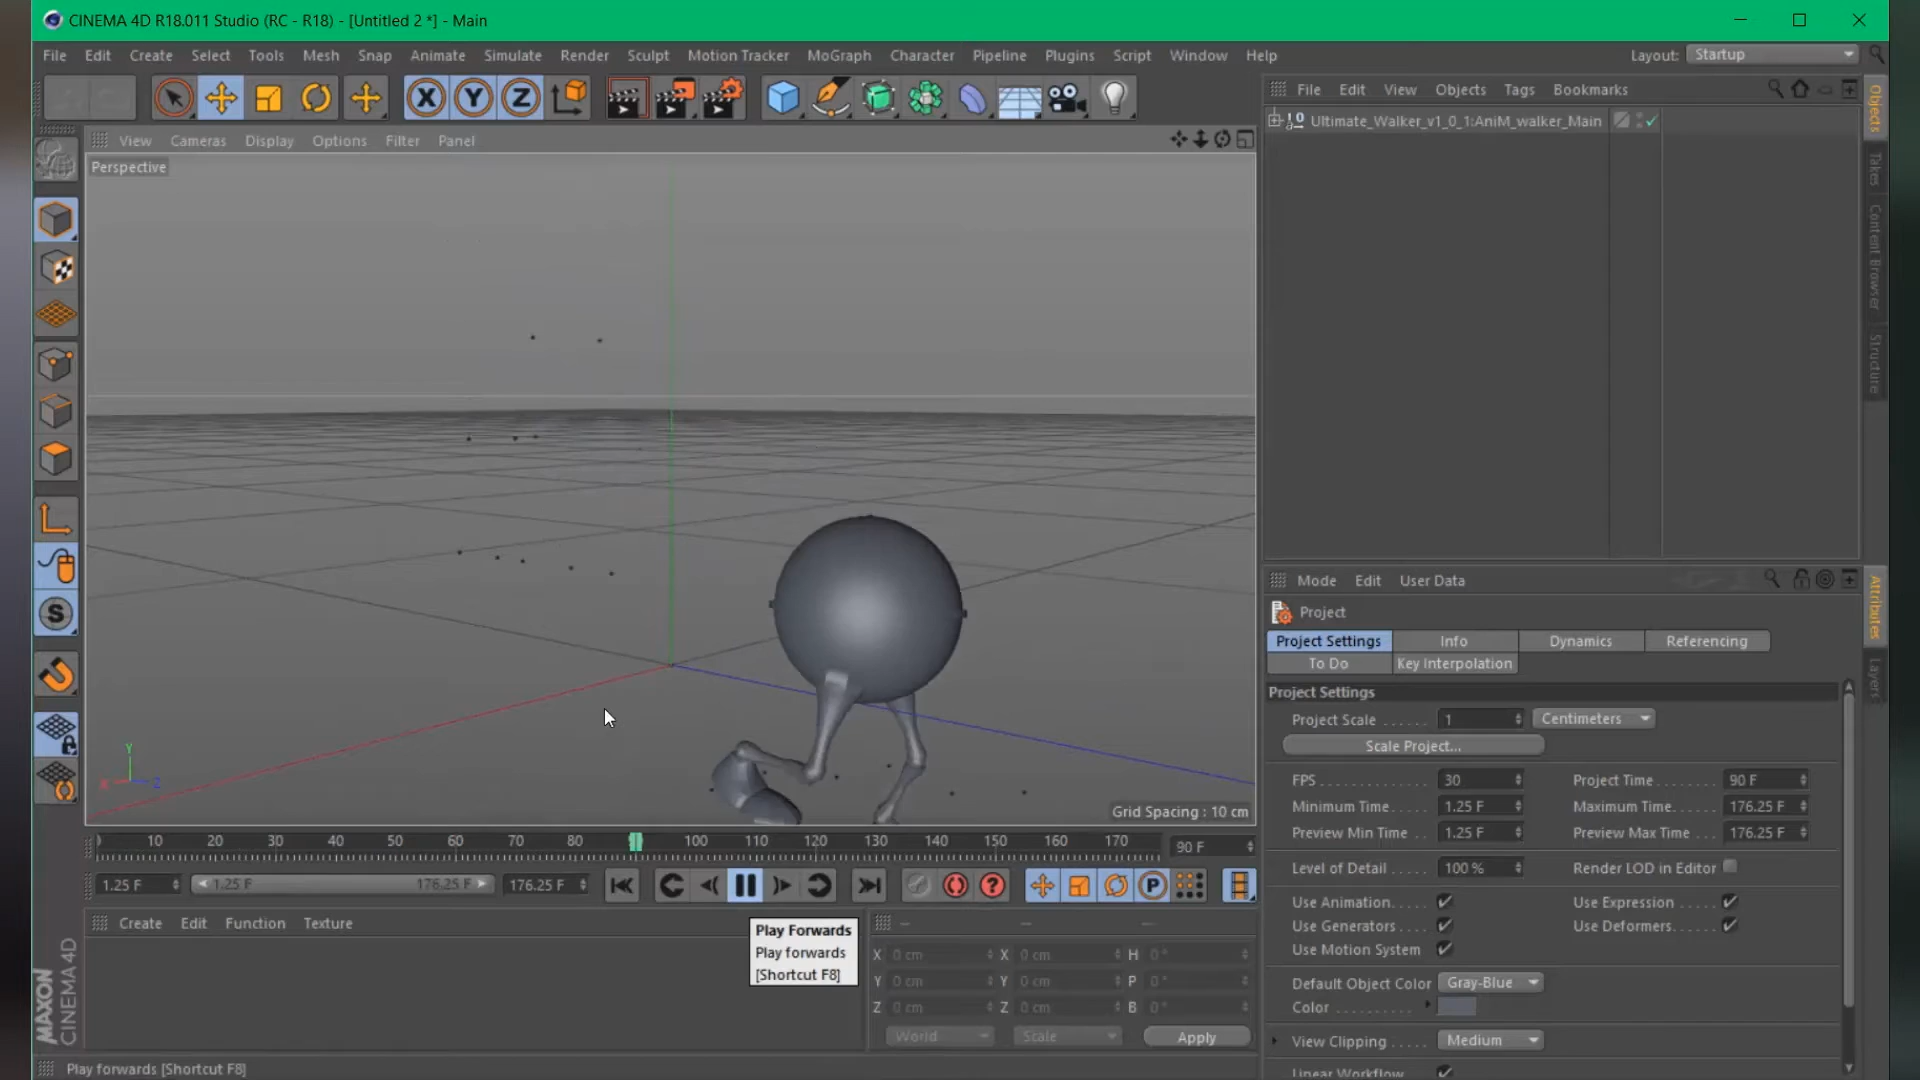 CINEMA 4D R18.011 Studio (RC - R18) - [Untitled 2 *] - Main
File Edit Create Select Tools Mesh Snap Animate Simulate Render Sculpt Motion Tracker MoGraph Character Pipeline Plugins Script Window Help
Layout: Startup
File Edit View Objects Tags Bookmarks
Ultimate_Walker_v1_0_1:AniM_walker_Main
View Cameras Display Options Filter Panel
Perspective
X Y Z
Objects
Takes
Content Browser
Structure
Y
X
Z
Grid Spacing : 10 cm
Mode Edit User Data
Project
Project Settings Info Dynamics Referencing
To Do Key Interpolation
Project Settings
Project Scale . . . . . . 1 Centimeters
Scale Project...
FPS 30 Project Time 90 F
Minimum Time 1.25 F Maximum Time 176.25 F
Preview Min Time 1.25 F Preview Max Time 176.25 F
Level of Detail 100 % Render LOD in Editor
Use Animation Use Expression
Use Generators Use Deformers
Use Motion System
Default Object Color Gray-Blue
Color
View Clipping Medium
Linear Workflow
Attributes
Layers
10 20 30 40 50 60 70 80 100 110 120 130 140 150 160 170
90 F
1.25 F 1.25 F 176.25 F 176.25 F
P
Create Edit Function Texture
Play Forwards
Play forwards
[Shortcut F8]
X 0 cm X 0 cm H 0 °
Y 0 cm Y 0 cm P 0 °
Z 0 cm Z 0 cm B 0 °
World Scale Apply
MAXON
CINEMA 4D
Play forwards [Shortcut F8]